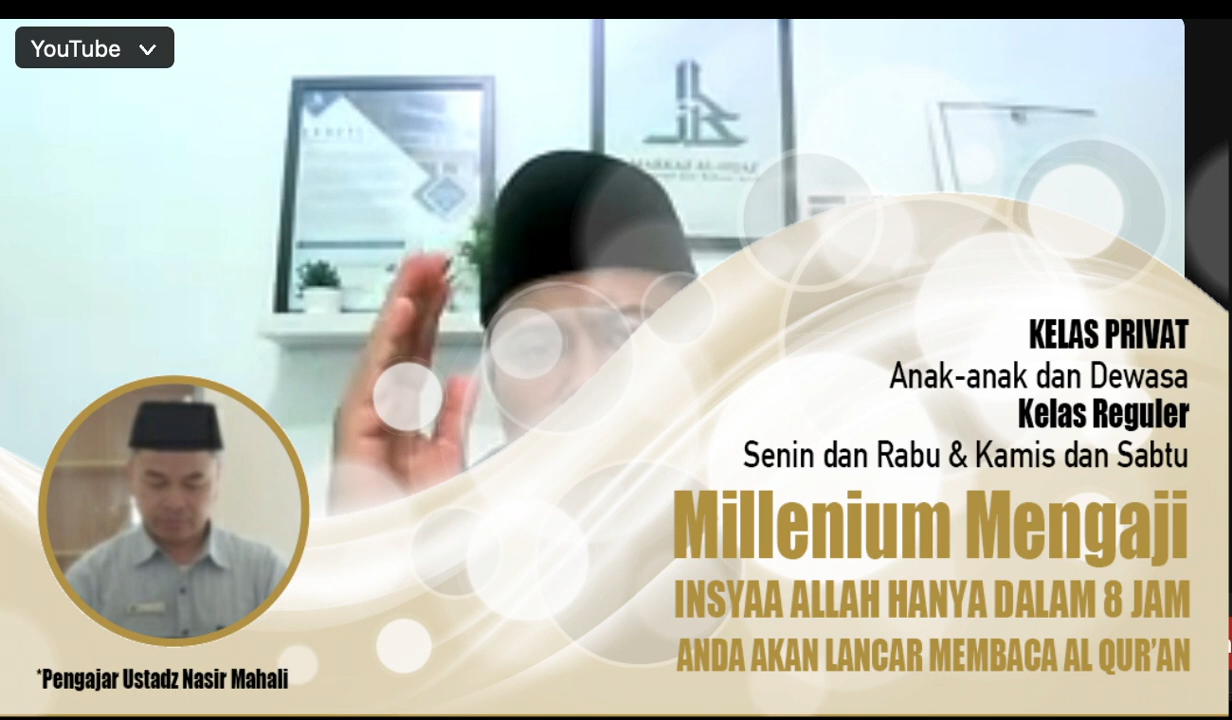 YouTube
KELAS PRIVAT
Anak-anak dan Dewasa
Kelas Reguler
Senin dan Rabu & Kamis dan Sabtu
Millenium Mengaji
INSYAA ALLAH HANYA DALAM 8 JAM
ANDA AKAN LANCAR MEMBACA AL QUR'AN
*Pengajar Ustadz Nasir Mahali